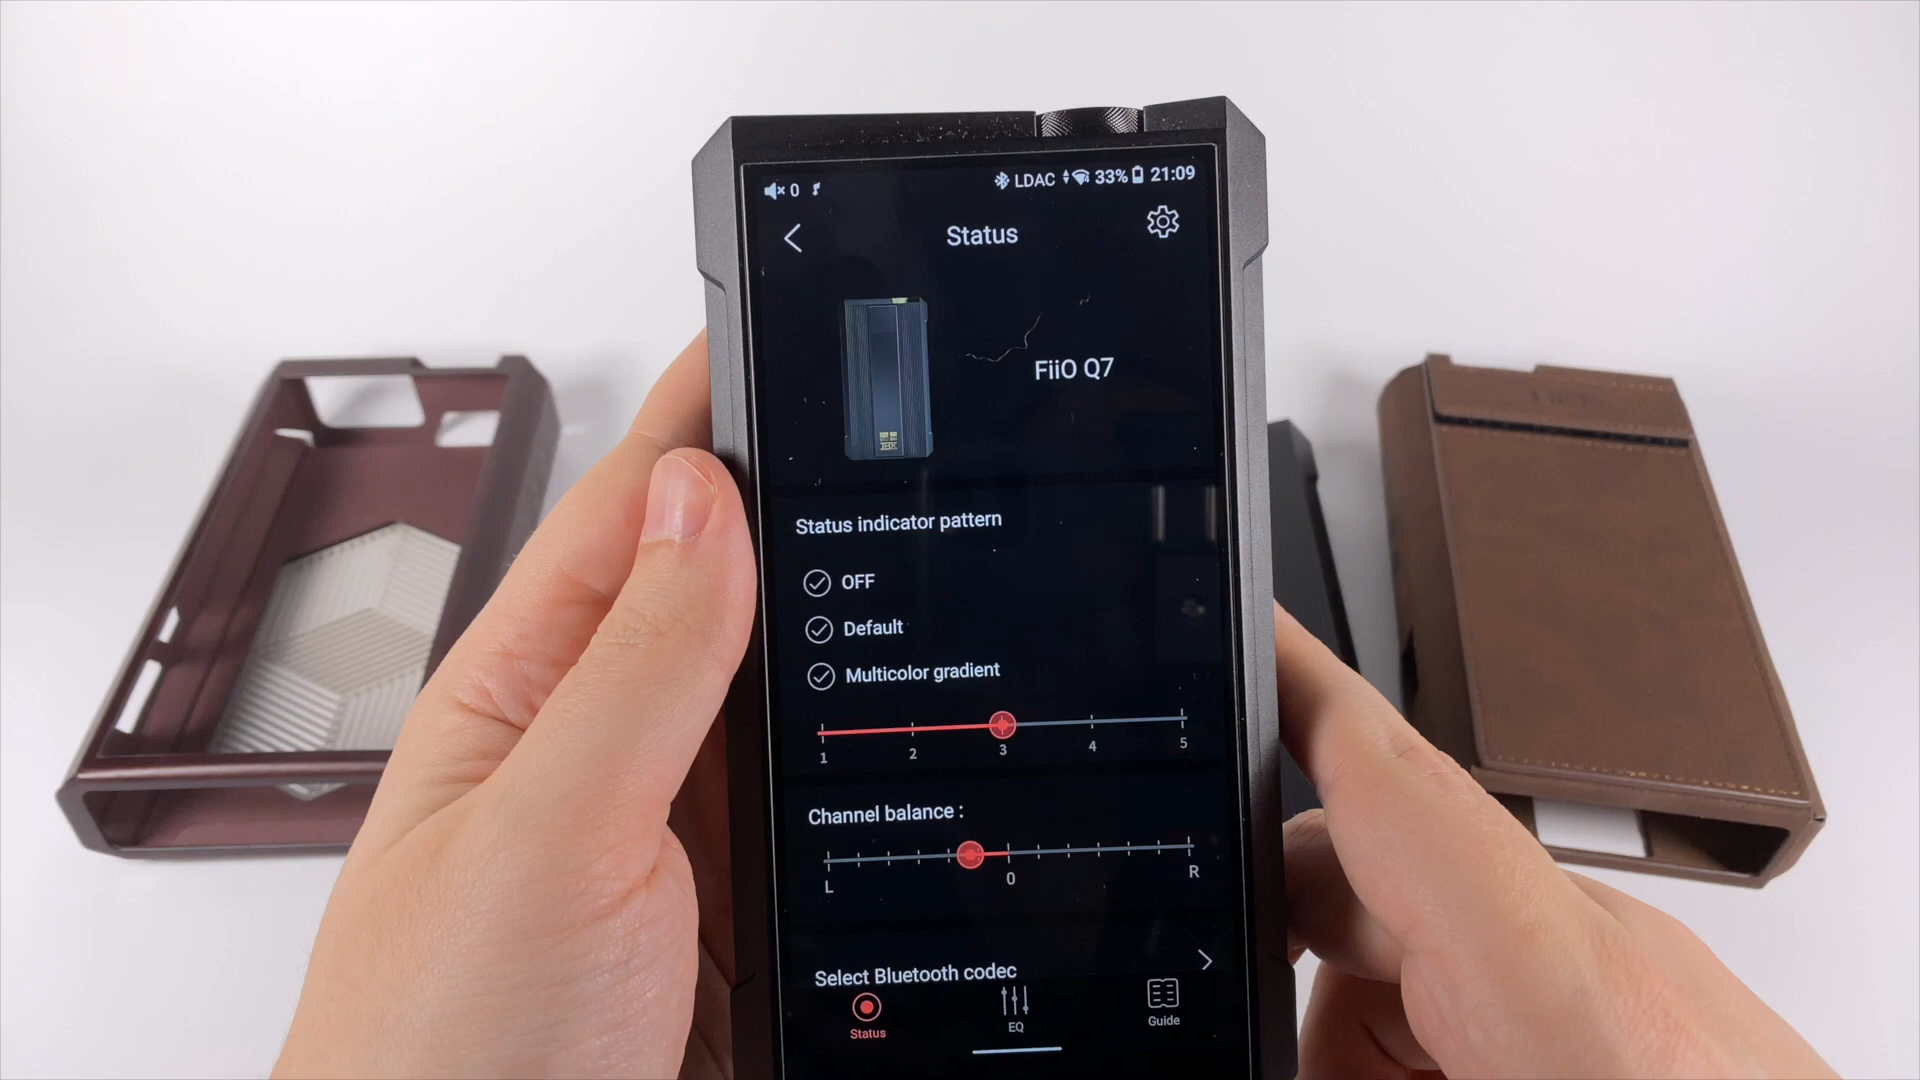 0
LDAC 33% 21:09
Status
FiiO Q7
THX
Status indicator pattern
OFF
Default
Multicolor gradient
1 2 3 4 5
Channel balance :
L 0 R
Select Bluetooth codec
Status EQ Guide